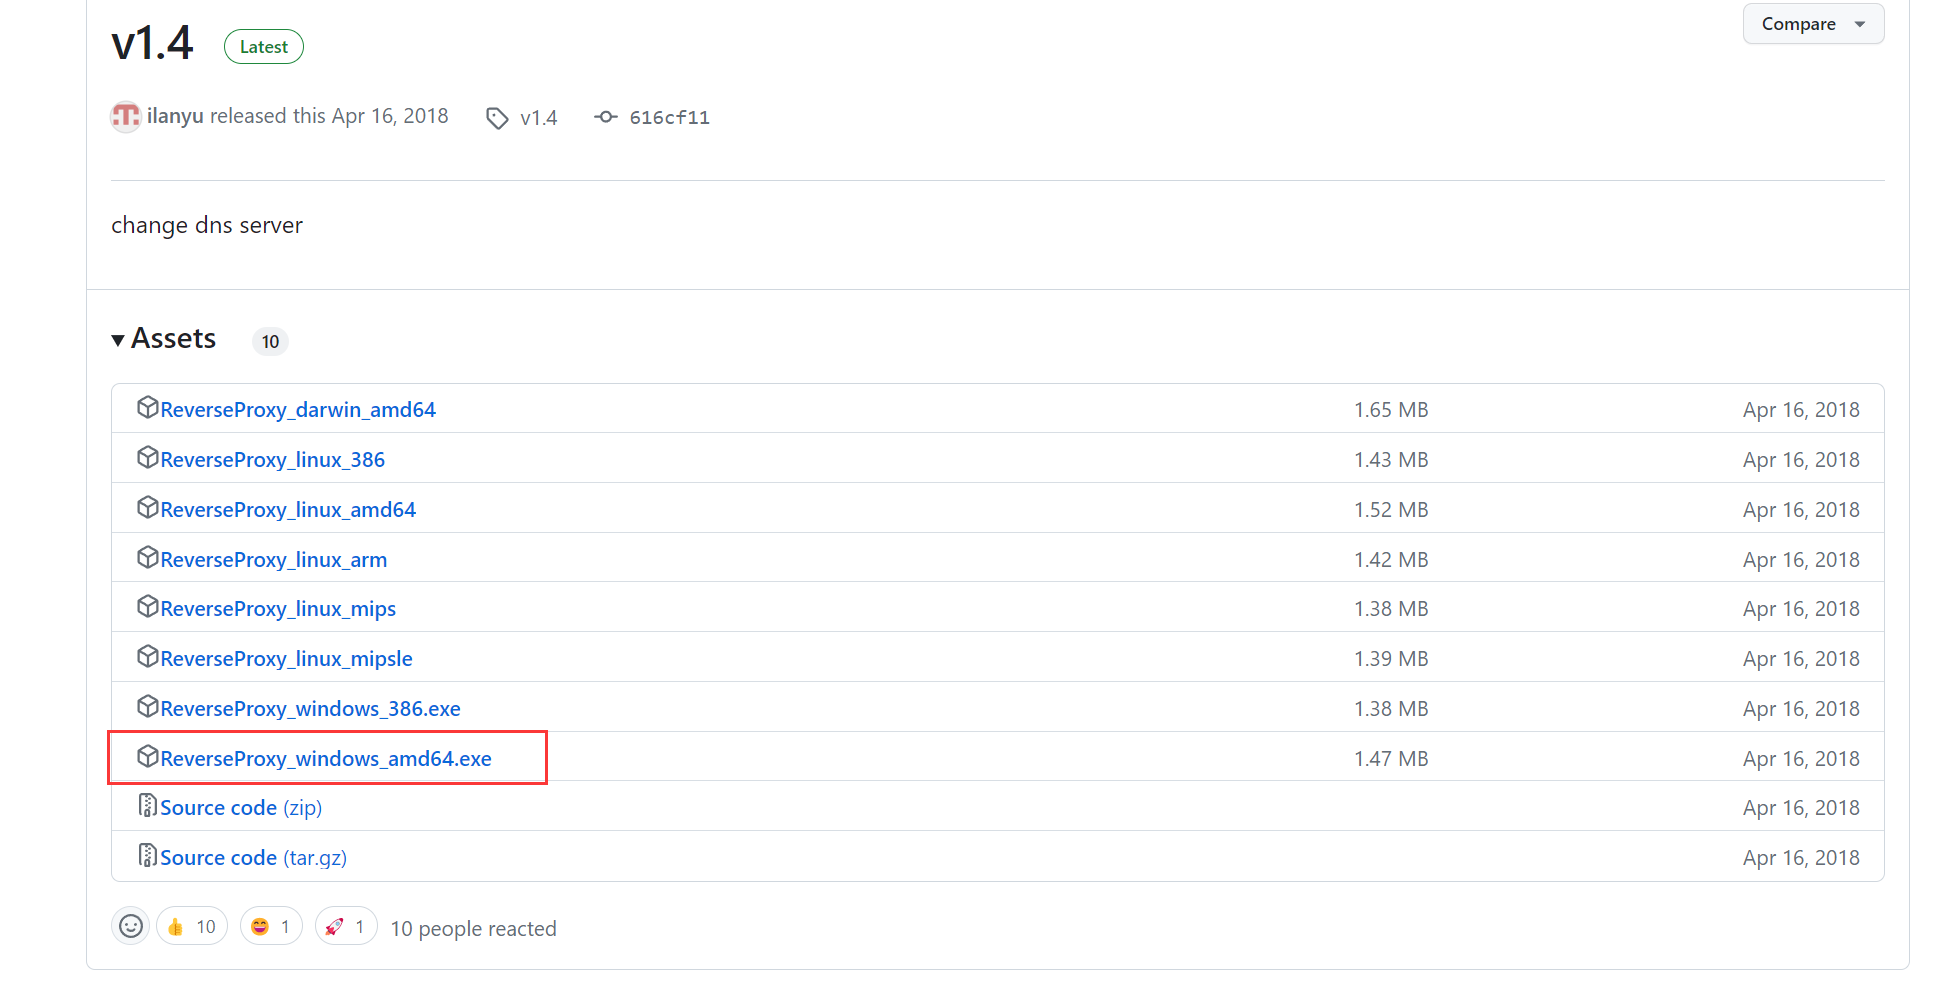 v1.4 Latest Compare
ilanyu released this Apr 16, 2018 v1.4 616cf11
change dns server
Assets 10
ReverseProxy_darwin_amd64 1.65 MB Apr 16, 2018
ReverseProxy_linux_386 1.43 MB Apr 16, 2018
ReverseProxy_linux_amd64 1.52 MB Apr 16, 2018
ReverseProxy_linux_arm 1.42 MB Apr 16, 2018
ReverseProxy_linux_mips 1.38 MB Apr 16, 2018
ReverseProxy_linux_mipsle 1.39 MB Apr 16, 2018
ReverseProxy_windows_386.exe 1.38 MB Apr 16, 2018
ReverseProxy_windows_amd64.exe 1.47 MB Apr 16, 2018
Source code (zip) Apr 16, 2018
Source code (tar.gz) Apr 16, 2018
10 1 1 10 people reacted